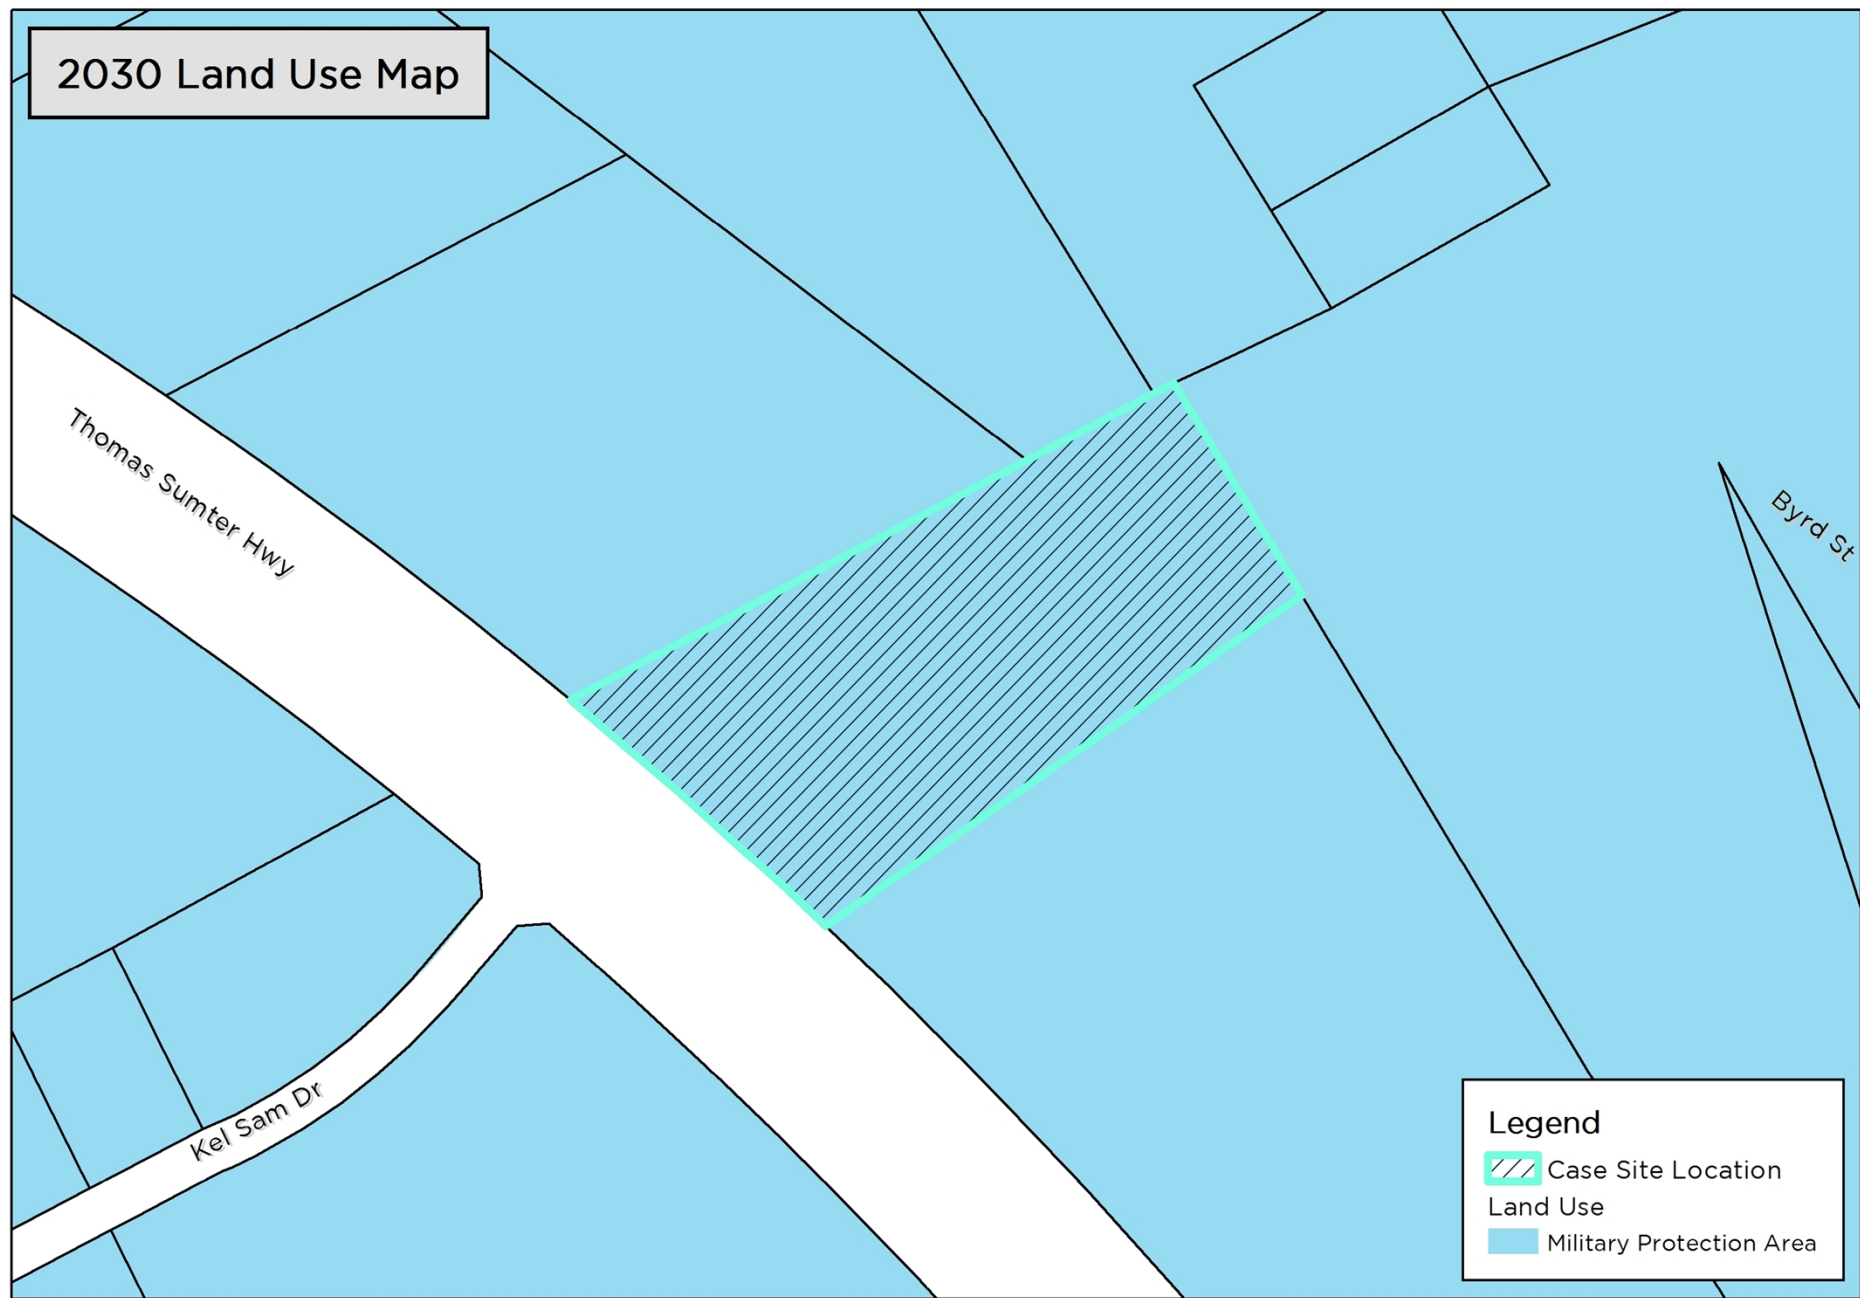 2030 Land Use Map
Thomas Sumter Hwy
Byrd St
Kel Sam Dr
Legend
Case Site Location
Land Use
Military Protection Area